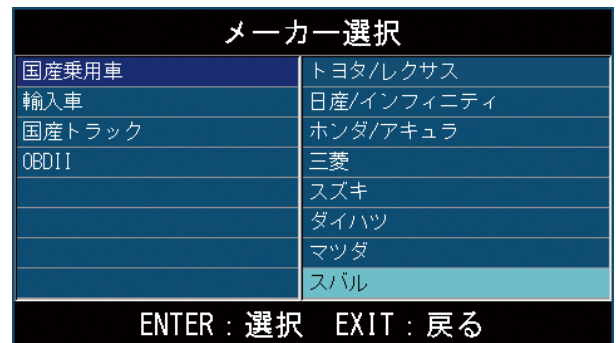 メーカー選択
国産乗用車
輸入車
国産トラック
OBDII
トヨタ/レクサス
日産/インフィニティ
ホンダ/アキュラ
三菱
スズキ
ダイハツ
マツダ
スバル
ENTER：選択　EXIT：戻る